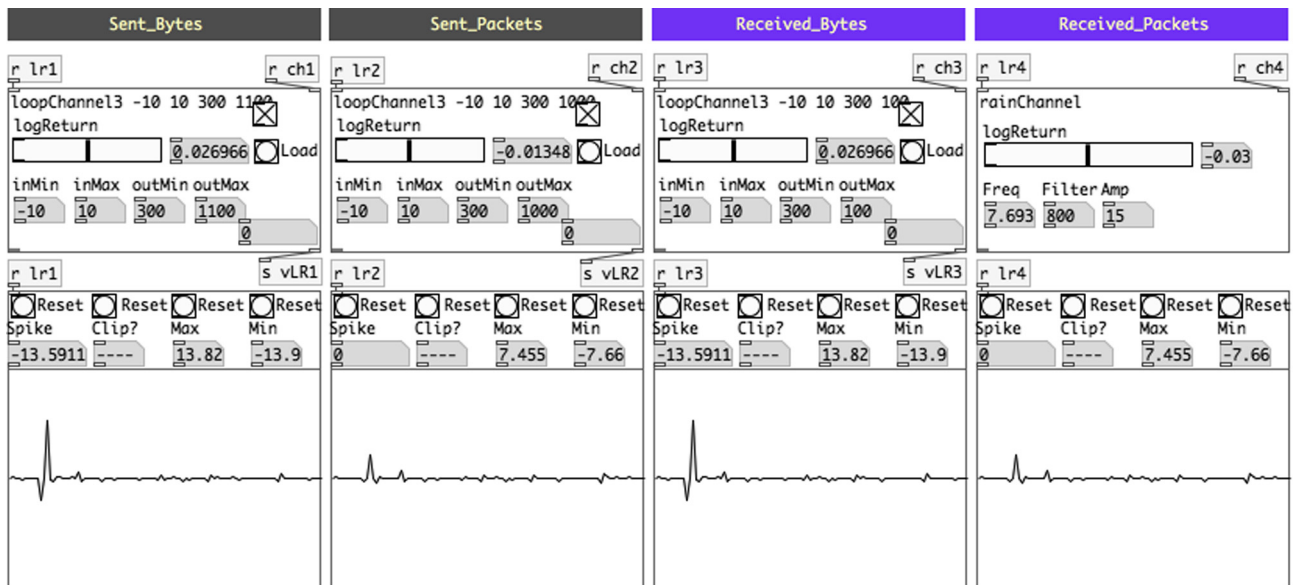 Sent_Bytes
Sent_Packets
Received_Bytes
Received_Packets
r lr1
r ch1
loopChannel3 -10 10 300 1100
logReturn
0.026966
Load
inMin inMax outMin outMax
-10 10 300 1100
0
s vLR1
r lr2
r ch2
loopChannel3 -10 10 300 1000
logReturn
-0.01348
Load
inMin inMax outMin outMax
-10 10 300 1000
0
s vLR2
r lr3
r ch3
loopChannel3 -10 10 300 100
logReturn
0.026966
Load
inMin inMax outMin outMax
-10 10 300 100
0
s vLR3
r lr4
r ch4
rainChannel
logReturn
-0.03
Freq Filter Amp
7.693 800 15
r lr1
Reset Reset Reset Reset
Spike Clip? Max Min
-13.5911 ---- 13.82 -13.9
r lr2
Reset Reset Reset Reset
Spike Clip? Max Min
0 ---- 7.455 -7.66
r lr3
Reset Reset Reset Reset
Spike Clip? Max Min
-13.5911 ---- 13.82 -13.9
r lr4
Reset Reset Reset Reset
Spike Clip? Max Min
0 ---- 7.455 -7.66